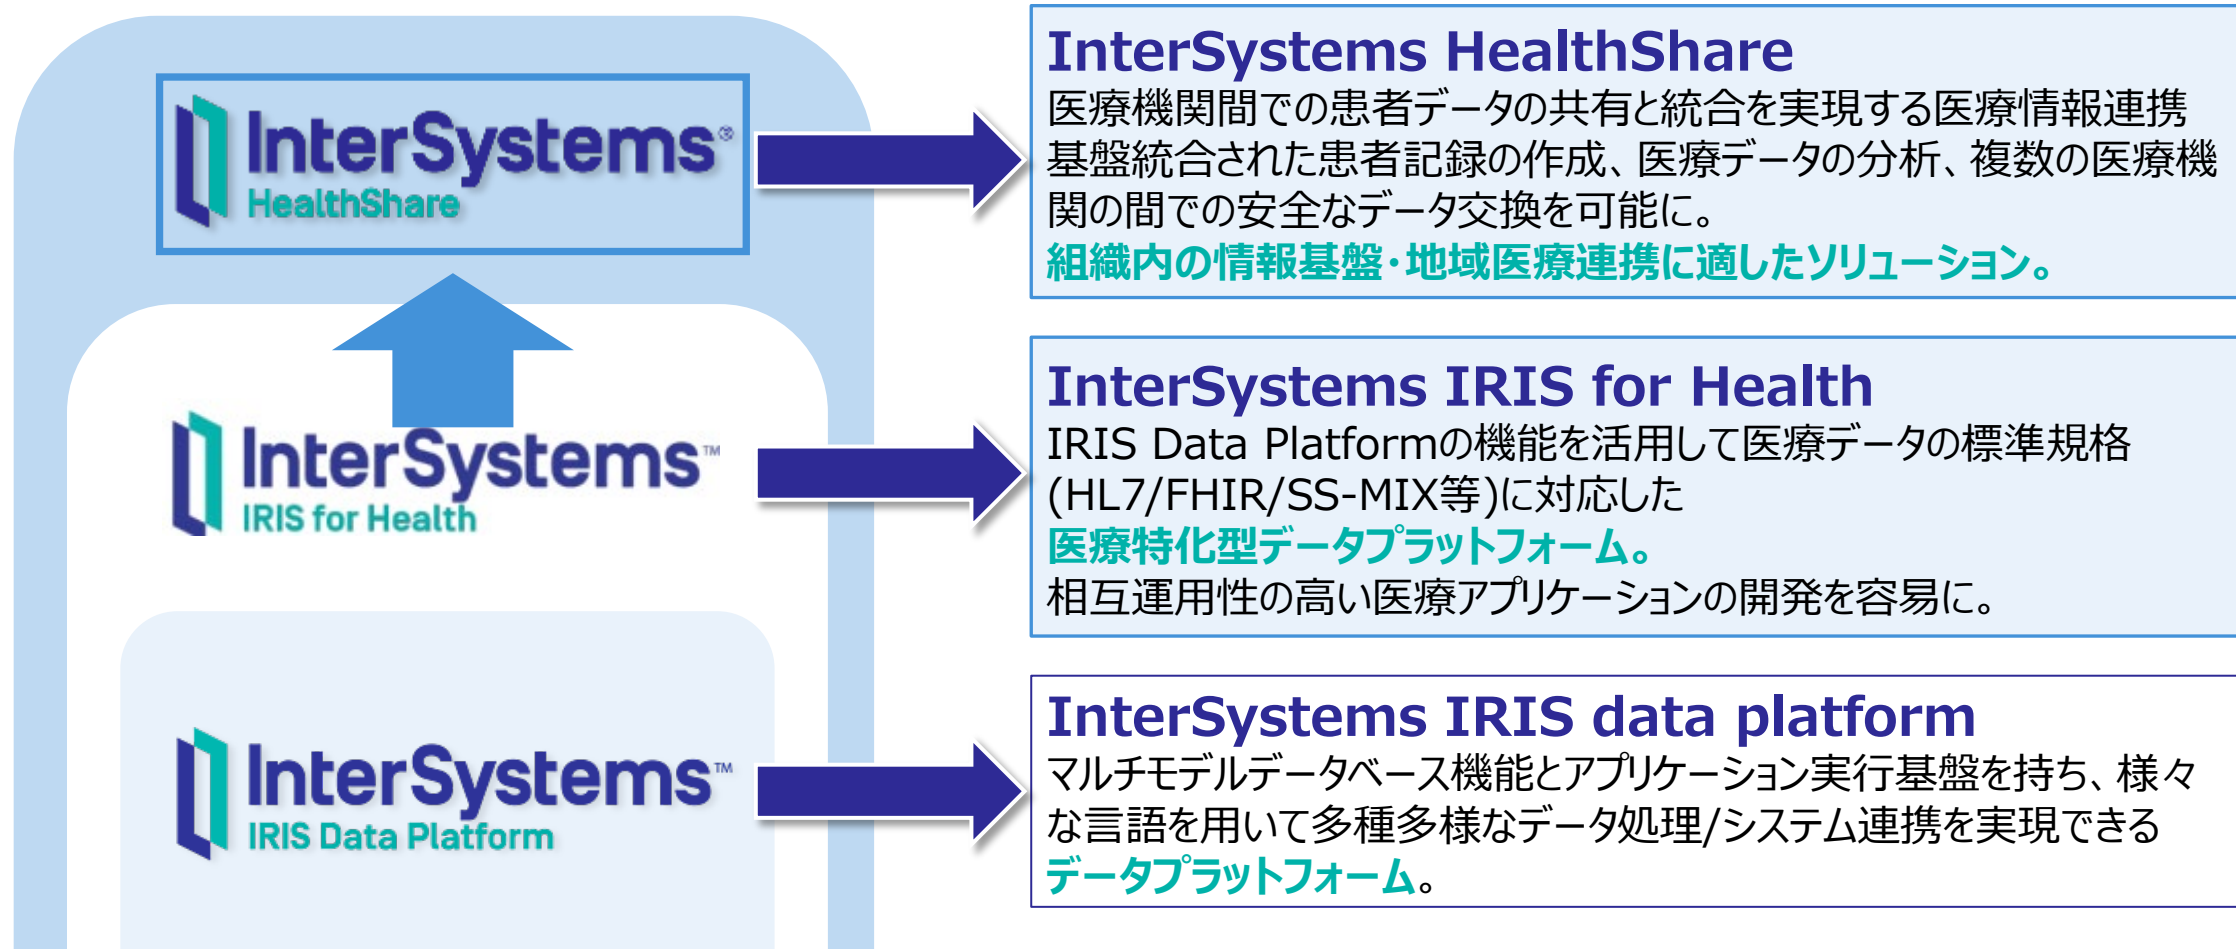 InterSystems®
HealthShare
InterSystems HealthShare
医療機関間での患者データの共有と統合を実現する医療情報連携
基盤統合された患者記録の作成、医療データの分析、複数の医療機
関の間での安全なデータ交換を可能に。
組織内の情報基盤・地域医療連携に適したソリューション。
InterSystems™
IRIS for Health
InterSystems IRIS for Health
IRIS Data Platformの機能を活用して医療データの標準規格
(HL7/FHIR/SS-MIX等)に対応した
医療特化型データプラットフォーム。
相互運用性の高い医療アプリケーションの開発を容易に。
InterSystems™
IRIS Data Platform
InterSystems IRIS data platform
マルチモデルデータベース機能とアプリケーション実行基盤を持ち、様々
な言語を用いて多種多様なデータ処理/システム連携を実現できる
データプラットフォーム。